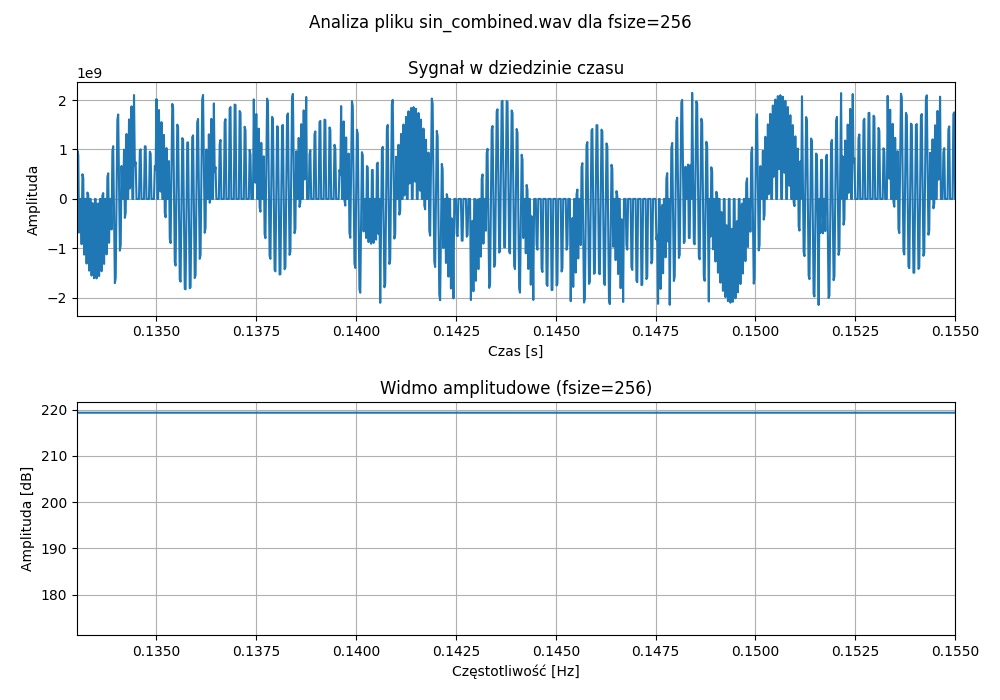 Analiza pliku sin_combined.wav dla fsize=256
Sygnał w dziedzinie czasu
1e9
2
1
0
−1
−2
Amplituda
0.1350 0.1375 0.1400 0.1425 0.1450 0.1475 0.1500 0.1525 0.1550
Czas [s]
Widmo amplitudowe (fsize=256)
220
210
200
190
180
Amplituda [dB]
0.1350 0.1375 0.1400 0.1425 0.1450 0.1475 0.1500 0.1525 0.1550
Częstotliwość [Hz]